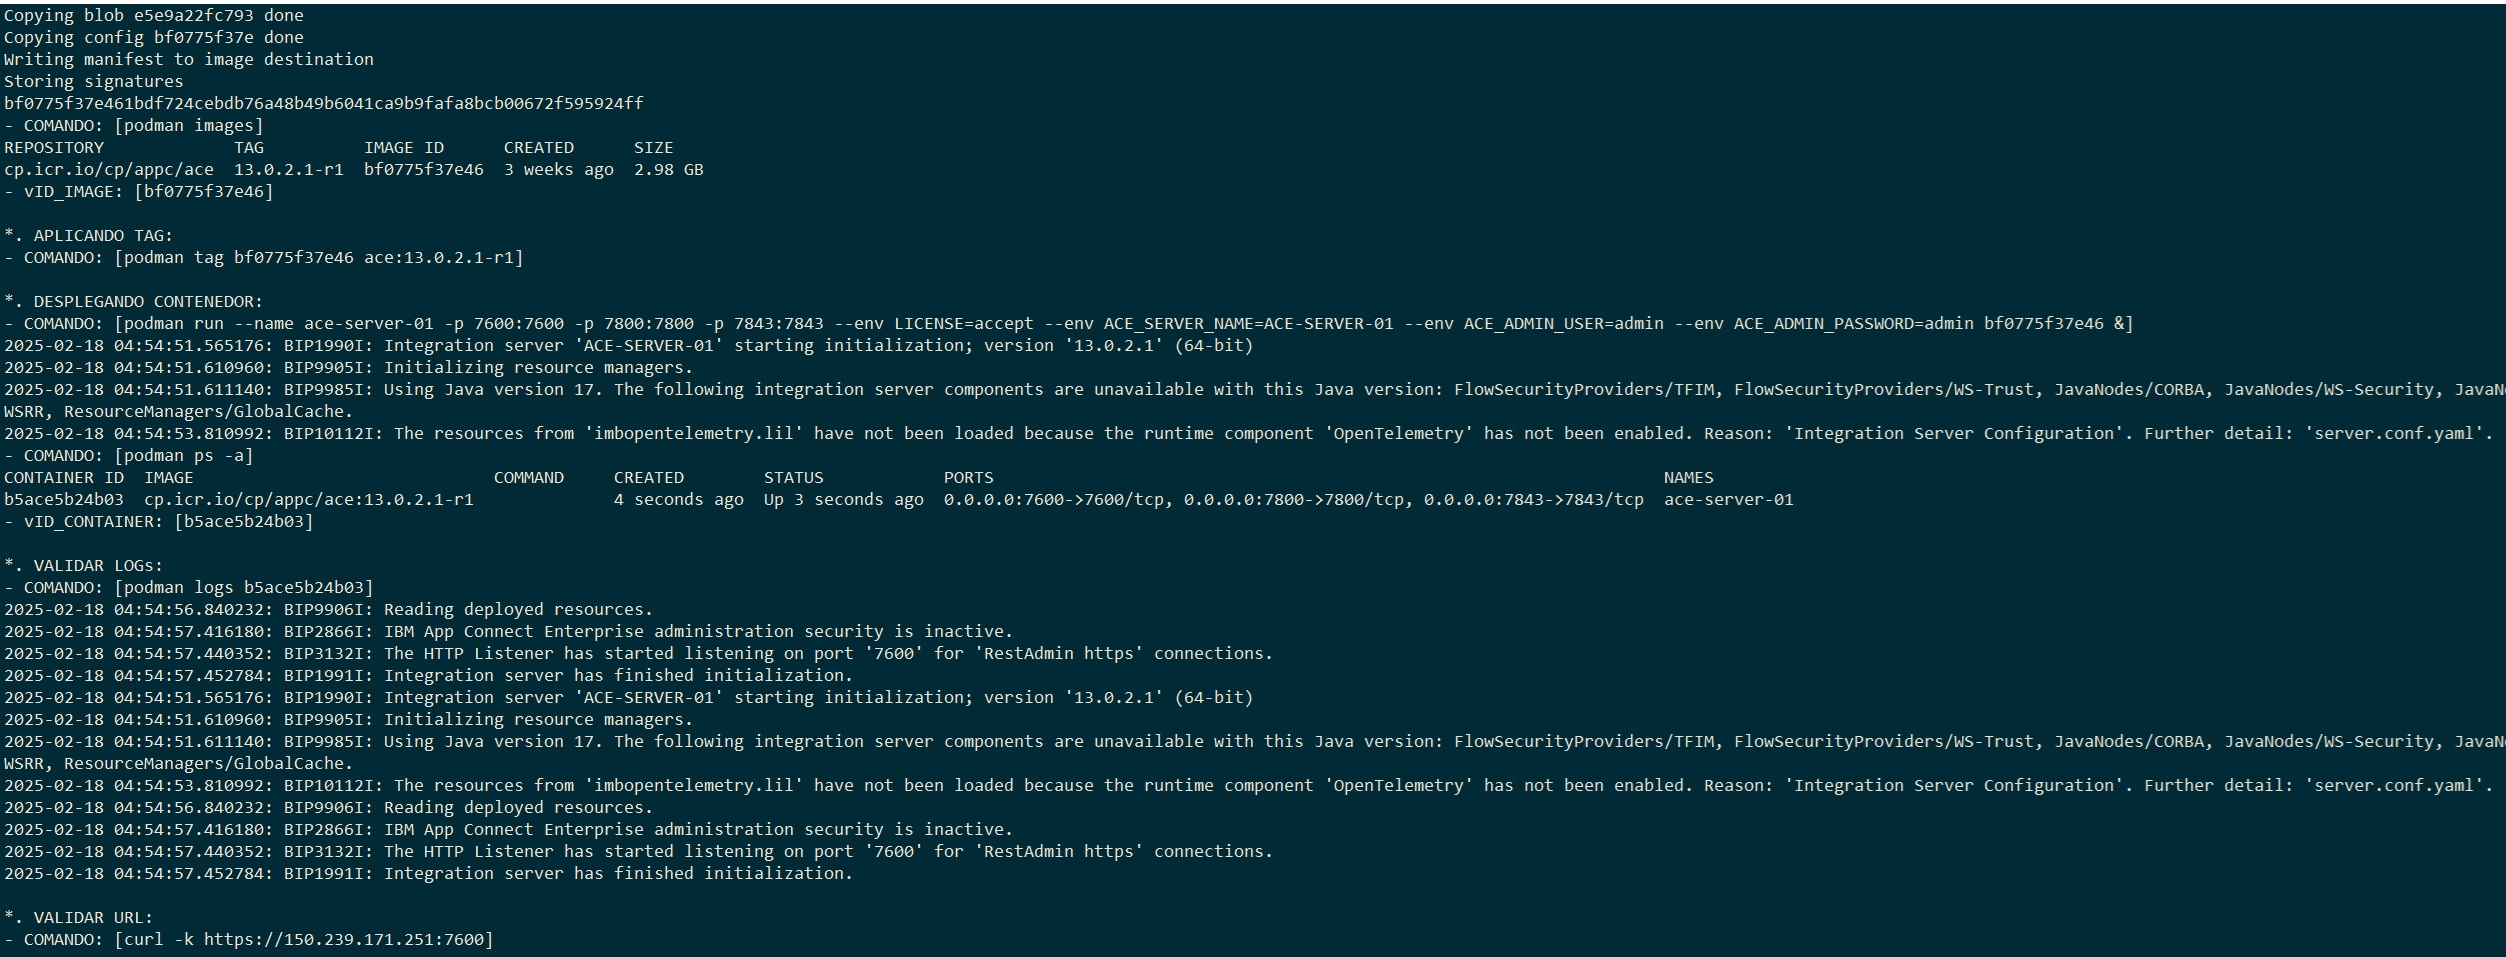 Copying blob e5e9a22fc793 done
Copying config bf0775f37e done
Writing manifest to image destination
Storing signatures
bf0775f37e461bdf724cebdb76a48b49b6041ca9b9fafa8bcb00672f595924ff
- COMANDO: [podman images]
REPOSITORY             TAG          IMAGE ID      CREATED      SIZE
cp.icr.io/cp/appc/ace  13.0.2.1-r1  bf0775f37e46  3 weeks ago  2.98 GB
- vID_IMAGE: [bf0775f37e46]
*. APLICANDO TAG:
- COMANDO: [podman tag bf0775f37e46 ace:13.0.2.1-r1]
*. DESPLEGANDO CONTENEDOR:
- COMANDO: [podman run --name ace-server-01 -p 7600:7600 -p 7800:7800 -p 7843:7843 --env LICENSE=accept --env ACE_SERVER_NAME=ACE-SERVER-01 --env ACE_ADMIN_USER=admin --env ACE_ADMIN_PASSWORD=admin bf0775f37e46 &]
2025-02-18 04:54:51.565176: BIP1990I: Integration server 'ACE-SERVER-01' starting initialization; version '13.0.2.1' (64-bit)
2025-02-18 04:54:51.610960: BIP9905I: Initializing resource managers.
2025-02-18 04:54:51.611140: BIP9985I: Using Java version 17. The following integration server components are unavailable with this Java version: FlowSecurityProviders/TFIM, FlowSecurityProviders/WS-Trust, JavaNodes/CORBA, JavaNodes/WS-Security, JavaN
WSRR, ResourceManagers/GlobalCache.
2025-02-18 04:54:53.810992: BIP10112I: The resources from 'imbopentelemetry.lil' have not been loaded because the runtime component 'OpenTelemetry' has not been enabled. Reason: 'Integration Server Configuration'. Further detail: 'server.conf.yaml'.
- COMANDO: [podman ps -a]
CONTAINER ID  IMAGE                              COMMAND     CREATED        STATUS            PORTS                                                                   NAMES
b5ace5b24b03  cp.icr.io/cp/appc/ace:13.0.2.1-r1              4 seconds ago  Up 3 seconds ago  0.0.0.0:7600->7600/tcp, 0.0.0.0:7800->7800/tcp, 0.0.0.0:7843->7843/tcp  ace-server-01
- vID_CONTAINER: [b5ace5b24b03]
*. VALIDAR LOGs:
- COMANDO: [podman logs b5ace5b24b03]
2025-02-18 04:54:56.840232: BIP9906I: Reading deployed resources.
2025-02-18 04:54:57.416180: BIP2866I: IBM App Connect Enterprise administration security is inactive.
2025-02-18 04:54:57.440352: BIP3132I: The HTTP Listener has started listening on port '7600' for 'RestAdmin https' connections.
2025-02-18 04:54:57.452784: BIP1991I: Integration server has finished initialization.
2025-02-18 04:54:51.565176: BIP1990I: Integration server 'ACE-SERVER-01' starting initialization; version '13.0.2.1' (64-bit)
2025-02-18 04:54:51.610960: BIP9905I: Initializing resource managers.
2025-02-18 04:54:51.611140: BIP9985I: Using Java version 17. The following integration server components are unavailable with this Java version: FlowSecurityProviders/TFIM, FlowSecurityProviders/WS-Trust, JavaNodes/CORBA, JavaNodes/WS-Security, JavaN
WSRR, ResourceManagers/GlobalCache.
2025-02-18 04:54:53.810992: BIP10112I: The resources from 'imbopentelemetry.lil' have not been loaded because the runtime component 'OpenTelemetry' has not been enabled. Reason: 'Integration Server Configuration'. Further detail: 'server.conf.yaml'.
2025-02-18 04:54:56.840232: BIP9906I: Reading deployed resources.
2025-02-18 04:54:57.416180: BIP2866I: IBM App Connect Enterprise administration security is inactive.
2025-02-18 04:54:57.440352: BIP3132I: The HTTP Listener has started listening on port '7600' for 'RestAdmin https' connections.
2025-02-18 04:54:57.452784: BIP1991I: Integration server has finished initialization.
*. VALIDAR URL:
- COMANDO: [curl -k https://150.239.171.251:7600]